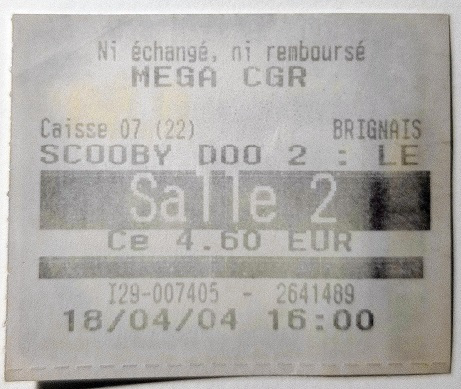 Ni échangé, ni remboursé
MEGA CGR
Caisse 07 (22) BRIGNAIS
SCOOBY DOO 2 : LE
Salle 2
Ce 4.60 EUR
I29-007405 - 2641489
18/04/04 16:00